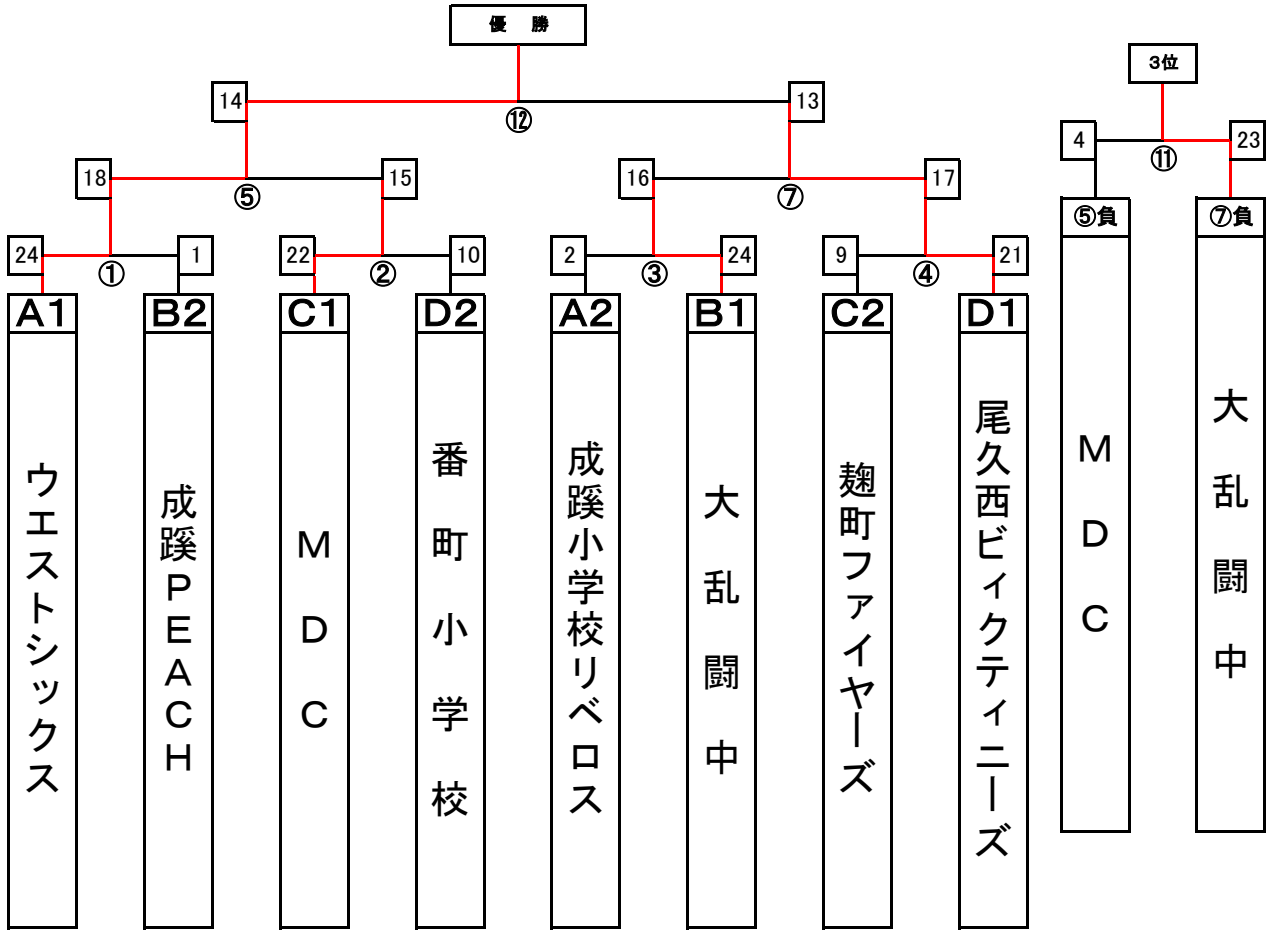 優 勝
3位
14
13
⑫
4
23
⑪
18
15
16
17
⑤
⑦
⑤負
⑦負
24
1
22
10
2
24
9
21
①
②
③
④
A1
B2
C1
D2
A2
B1
C2
D1
ウエストシックス
成蹊PEACH
MDC
番町小学校
成蹊小学校リベロス
大乱闘中
麹町ファイヤーズ
尾久西ビィクティニーズ
MDC
大乱闘中